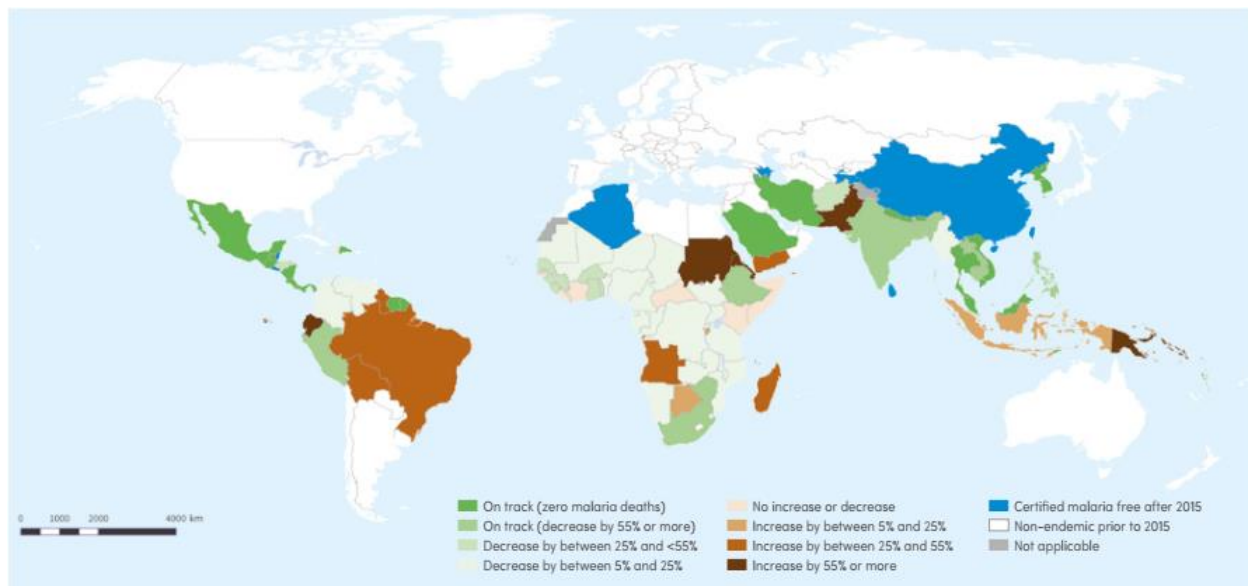 On track (zero malaria deaths)
On track (decrease by 55% or more)
Decrease by between 25% and <55%
Decrease by between 5% and 25%
No increase or decrease
Increase by between 5% and 25%
Increase by between 25% and 55%
Increase by 55% or more
Certified malaria free after 2015
Non-endemic prior to 2015
Not applicable
0 1000 2000 4000 km